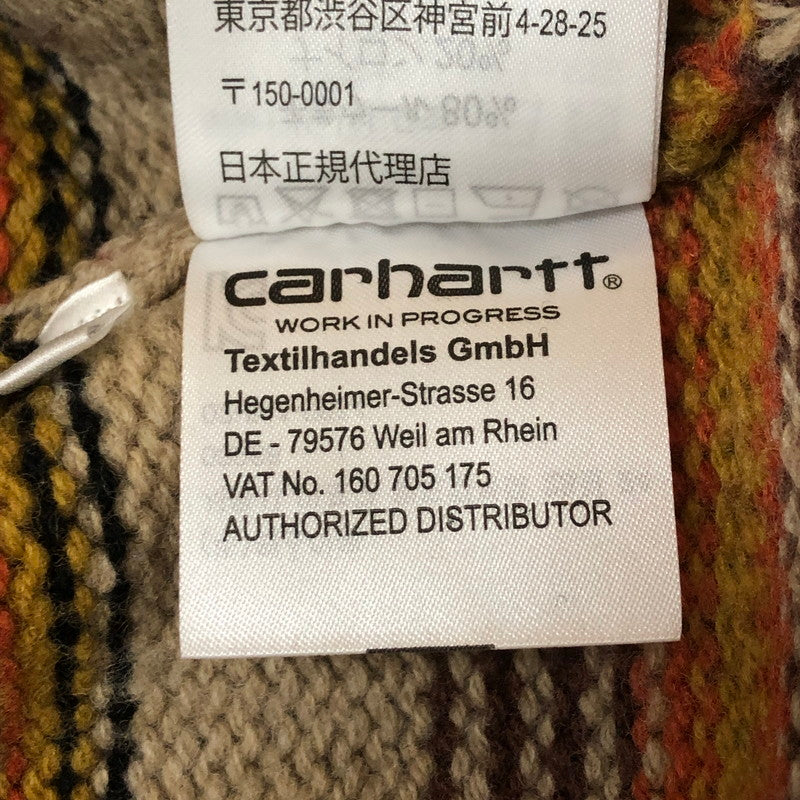 東京都渋谷区神宮前4-28-25
〒150-0001
日本正規代理店
carhartt®
WORK IN PROGRESS
Textilhandels GmbH
Hegenheimer-Strasse 16
DE - 79576 Weil am Rhein
VAT No. 160 705 175
AUTHORIZED DISTRIBUTOR